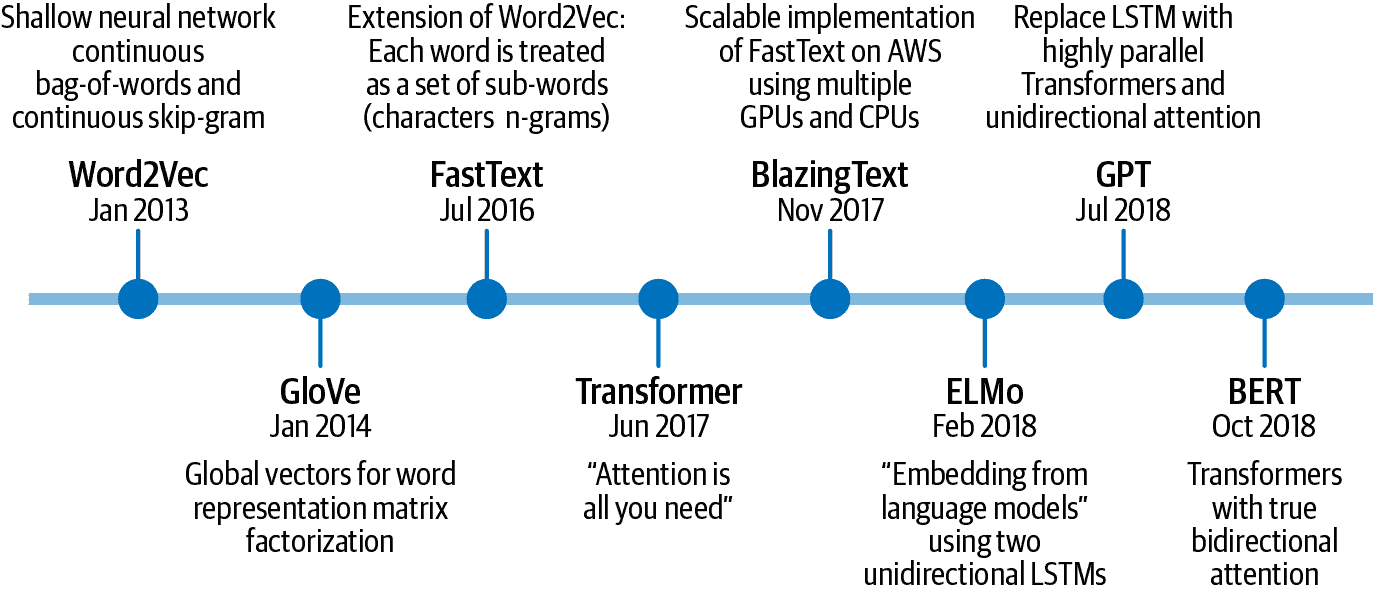 Shallow neural network
continuous
bag-of-words and
continuous skip-gram
Word2Vec
Jan 2013
Extension of Word2Vec:
Each word is treated
as a set of sub-words
(characters n-grams)
FastText
Jul 2016
Scalable implementation
of FastText on AWS
using multiple
GPUs and CPUs
BlazingText
Nov 2017
Replace LSTM with
highly parallel
Transformers and
unidirectional attention
GPT
Jul 2018
GloVe
Jan 2014
Global vectors for word
representation matrix
factorization
Transformer
Jun 2017
“Attention is
all you need”
ELMo
Feb 2018
“Embedding from
language models”
using two
unidirectional LSTMs
BERT
Oct 2018
Transformers
with true
bidirectional
attention